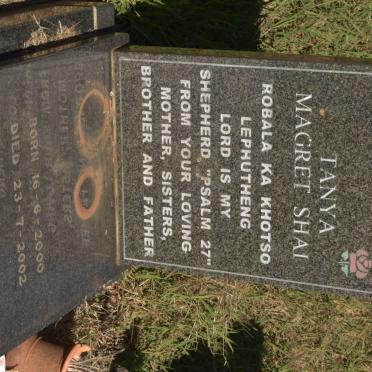 TANYA
MAGRET SHAI
ROBALA KA KHOTSO
LEPHUTHENG
LORD IS MY
SHEPHERD, "PSALM 27"
FROM YOUR LOVING
MOTHER, SISTERS,
BROTHER AND FATHER
BORN 16-6-2000
DIED 23-7-2002